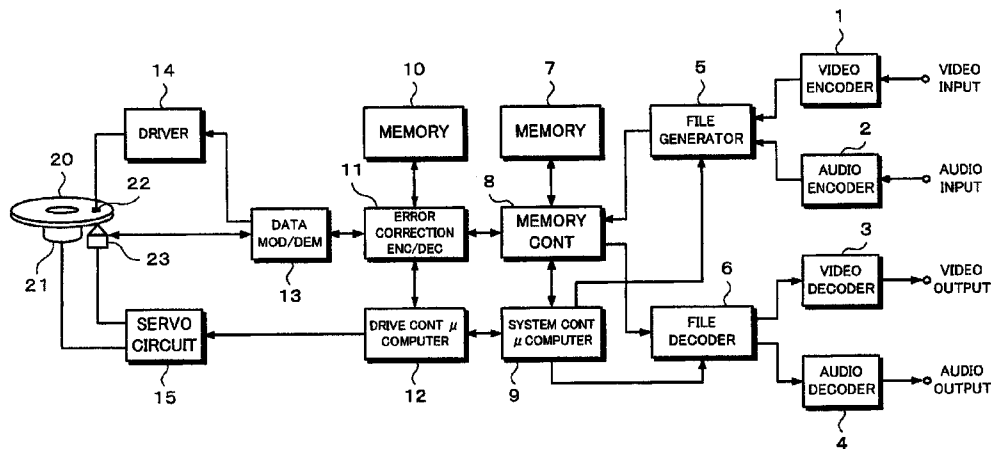 1
14
10
7
5
VIDEO
ENCODER
VIDEO
INPUT
DRIVER
MEMORY
MEMORY
FILE
GENERATOR
2
20
22
11
8
AUDIO
ENCODER
AUDIO
INPUT
DATA
MOD/DEM
ERROR
CORRECTION
ENC/DEC
MEMORY
CONT
3
21
23
13
6
VIDEO
DECODER
VIDEO
OUTPUT
SERVO
CIRCUIT
DRIVE CONT μ
COMPUTER
SYSTEM CONT
μ COMPUTER
FILE
DECODER
15
12
9
AUDIO
DECODER
AUDIO
OUTPUT
4